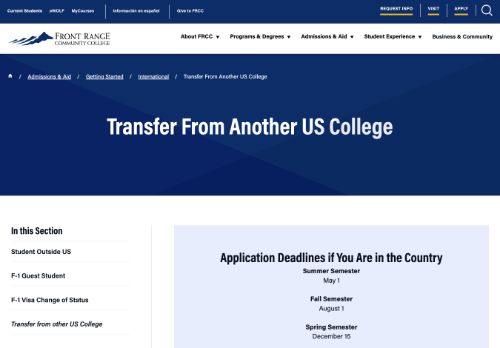 Current Students eWOLF MyCourses Información en español Give to FRCC REQUEST INFO VISIT APPLY
FRONT RANGE
COMMUNITY COLLEGE
About FRCC ▼ Programs & Degrees ▼ Admissions & Aid ▼ Student Experience ▼ Business & Community
/ Admissions & Aid / Getting Started / International / Transfer From Another US College
Transfer From Another US College
In this Section
Student Outside US
F-1 Guest Student
F-1 Visa Change of Status
Transfer from other US College
Application Deadlines if You Are in the Country
Summer Semester
May 1
Fall Semester
August 1
Spring Semester
December 15